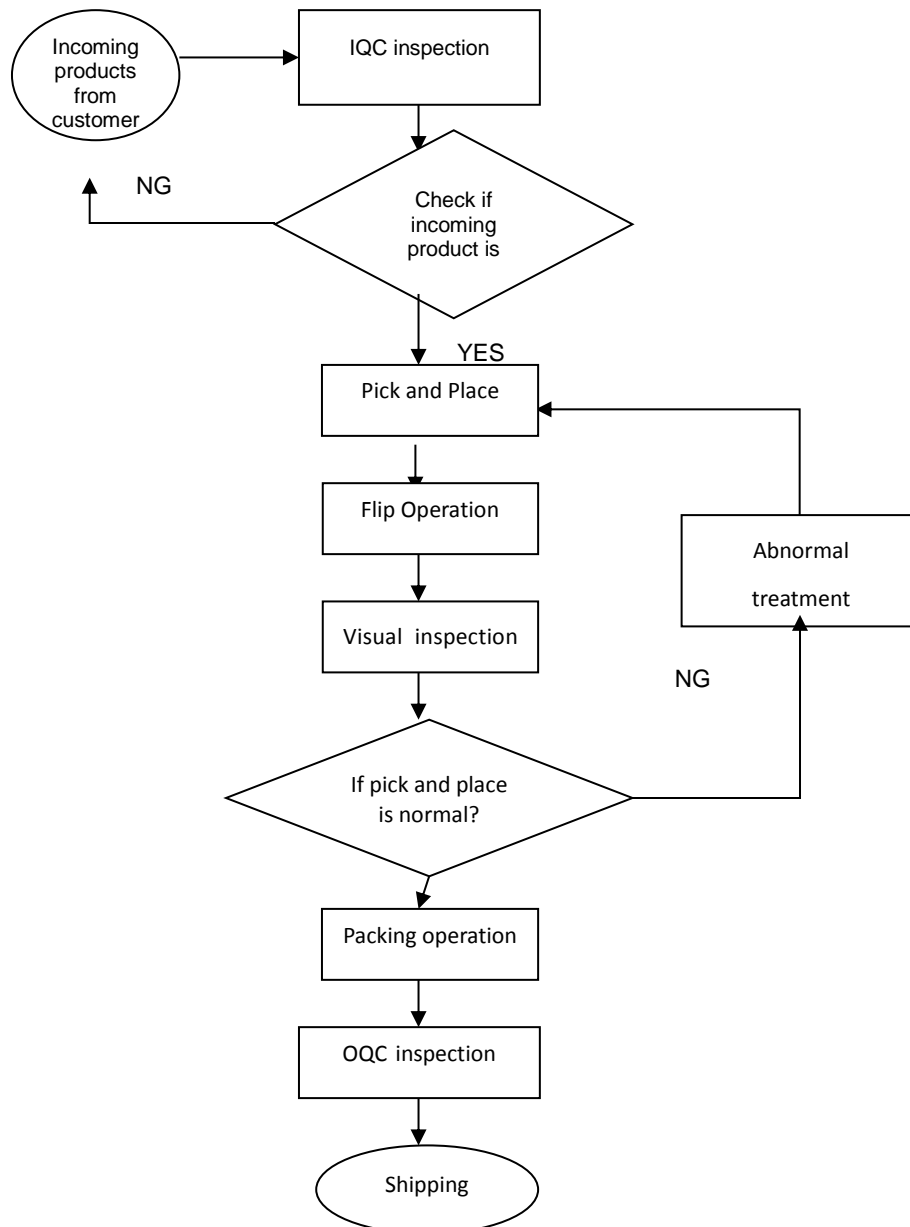 Incoming
products
from
customer
IQC inspection
NG
Check if
incoming
product is
YES
Pick and Place
Flip Operation
Abnormal
treatment
Visual inspection
NG
If pick and place
is normal?
Packing operation
OQC inspection
Shipping